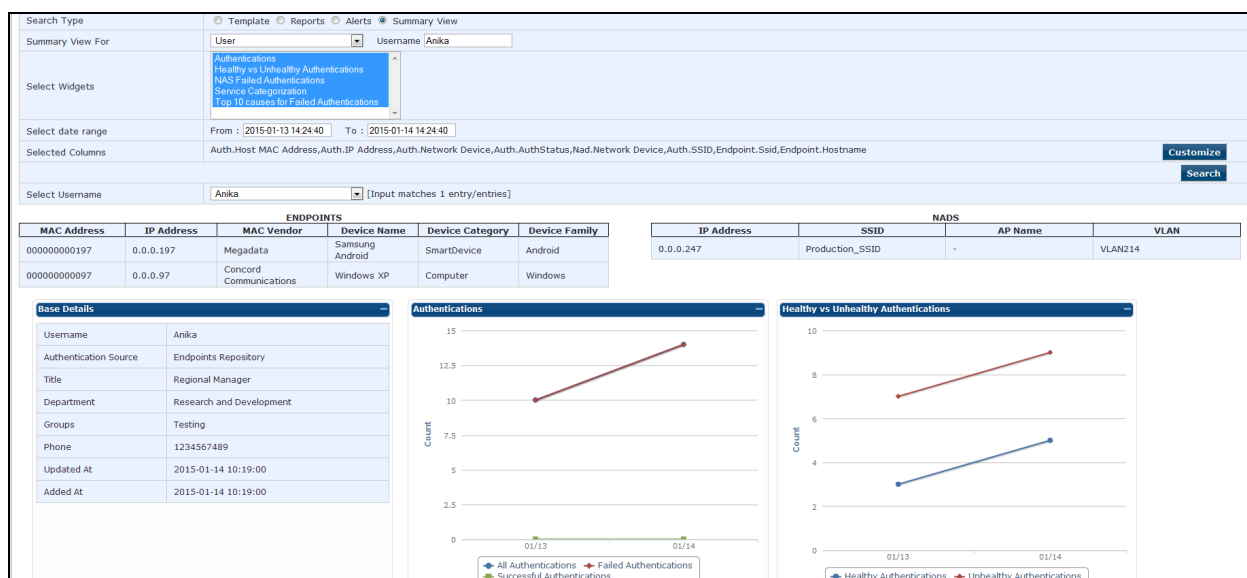 Search Type Template Reports Alerts Summary View
Summary View For User Username Anika
Select Widgets
Authentications
Healthy vs Unhealthy Authentications
NAS Failed Authentications
Service Categorization
Top 10 causes for Failed Authentications
Select date range From : 2015-01-13 14:24:40 To : 2015-01-14 14:24:40
Selected Columns Auth.Host MAC Address,Auth.IP Address,Auth.Network Device,Auth.AuthStatus,Nad.Network Device,Auth.SSID,Endpoint.Ssid,Endpoint.Hostname Customize
Search
Select Username Anika [Input matches 1 entry/entries]
ENDPOINTS
MAC Address IP Address MAC Vendor Device Name Device Category Device Family
000000000197 0.0.0.197 Megadata Samsung Android SmartDevice Android
000000000097 0.0.0.97 Concord Communications Windows XP Computer Windows
NADS
IP Address SSID AP Name VLAN
0.0.0.247 Production_SSID - VLAN214
Base Details
Username Anika
Authentication Source Endpoints Repository
Title Regional Manager
Department Research and Development
Groups Testing
Phone 1234567489
Updated At 2015-01-14 10:19:00
Added At 2015-01-14 10:19:00
Authentications
15
12.5
10
7.5
5
2.5
0
Count
01/13 01/14
All Authentications Failed Authentications
Successful Authentications
Healthy vs Unhealthy Authentications
10
8
6
4
2
0
Count
01/13 01/14
Healthy Authentications Unhealthy Authentications